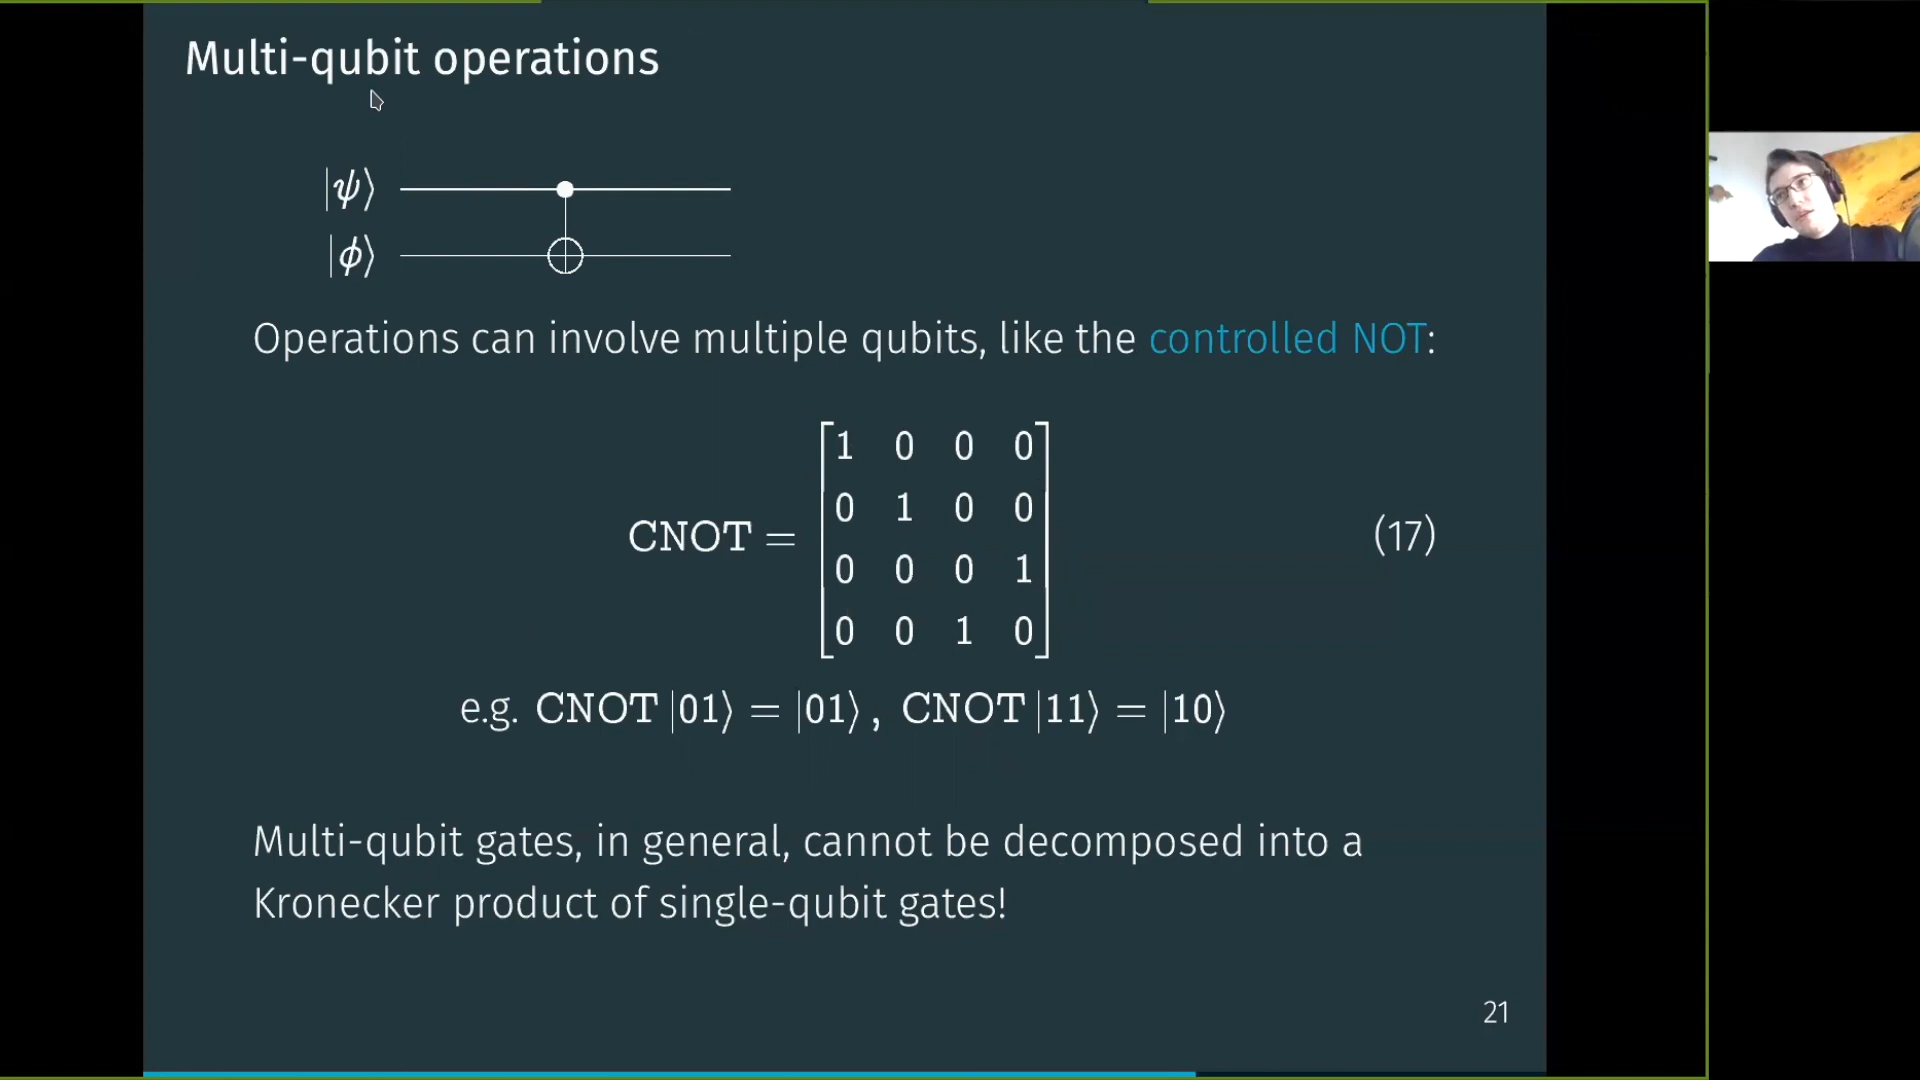 Multi-qubit operations
|ψ⟩
|ϕ⟩
Operations can involve multiple qubits, like the controlled NOT:
1 0 0 0
0 1 0 0
CNOT = (17)
0 0 0 1
0 0 1 0
e.g. CNOT |01⟩ = |01⟩ , CNOT |11⟩ = |10⟩
Multi-qubit gates, in general, cannot be decomposed into a
Kronecker product of single-qubit gates!
21